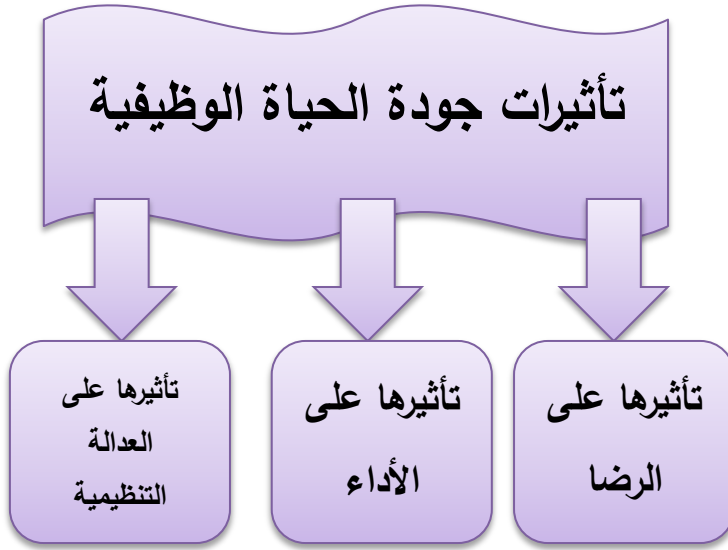 تأثيرات جودة الحياة الوظيفية
تأثيرها على
الرضا
تأثيرها على
الأداء
تأثيرها على
العدالة
التنظيمية